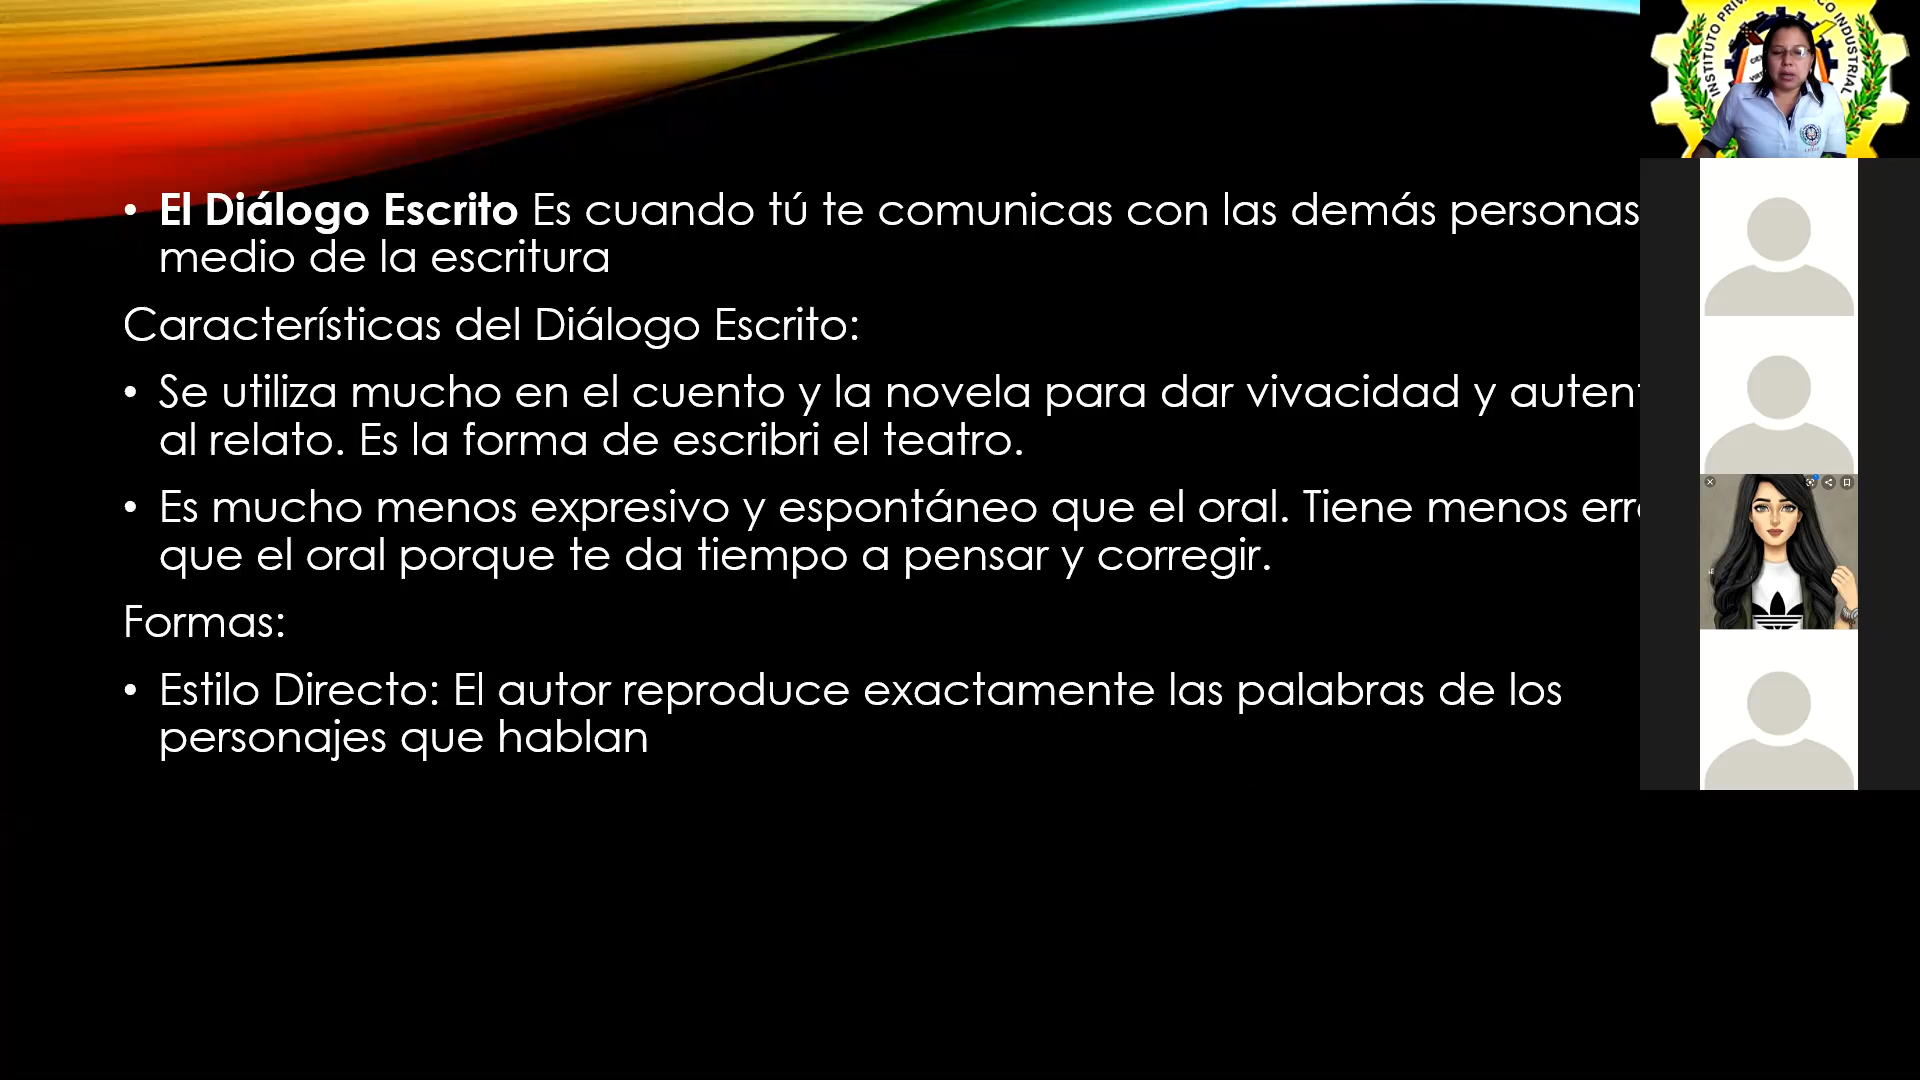 El Diálogo Escrito Es cuando tú te comunicas con las demás personas
medio de la escritura
Características del Diálogo Escrito:
Se utiliza mucho en el cuento y la novela para dar vivacidad y
al relato. Es la forma de escribri el teatro.
Es mucho menos expresivo y espontáneo que el oral. Tiene menos
que el oral porque te da tiempo a pensar y corregir.
Formas:
Estilo Directo: El autor reproduce exactamente las palabras de los
personajes que hablan
INSTITUTO
INDUSTRIAL